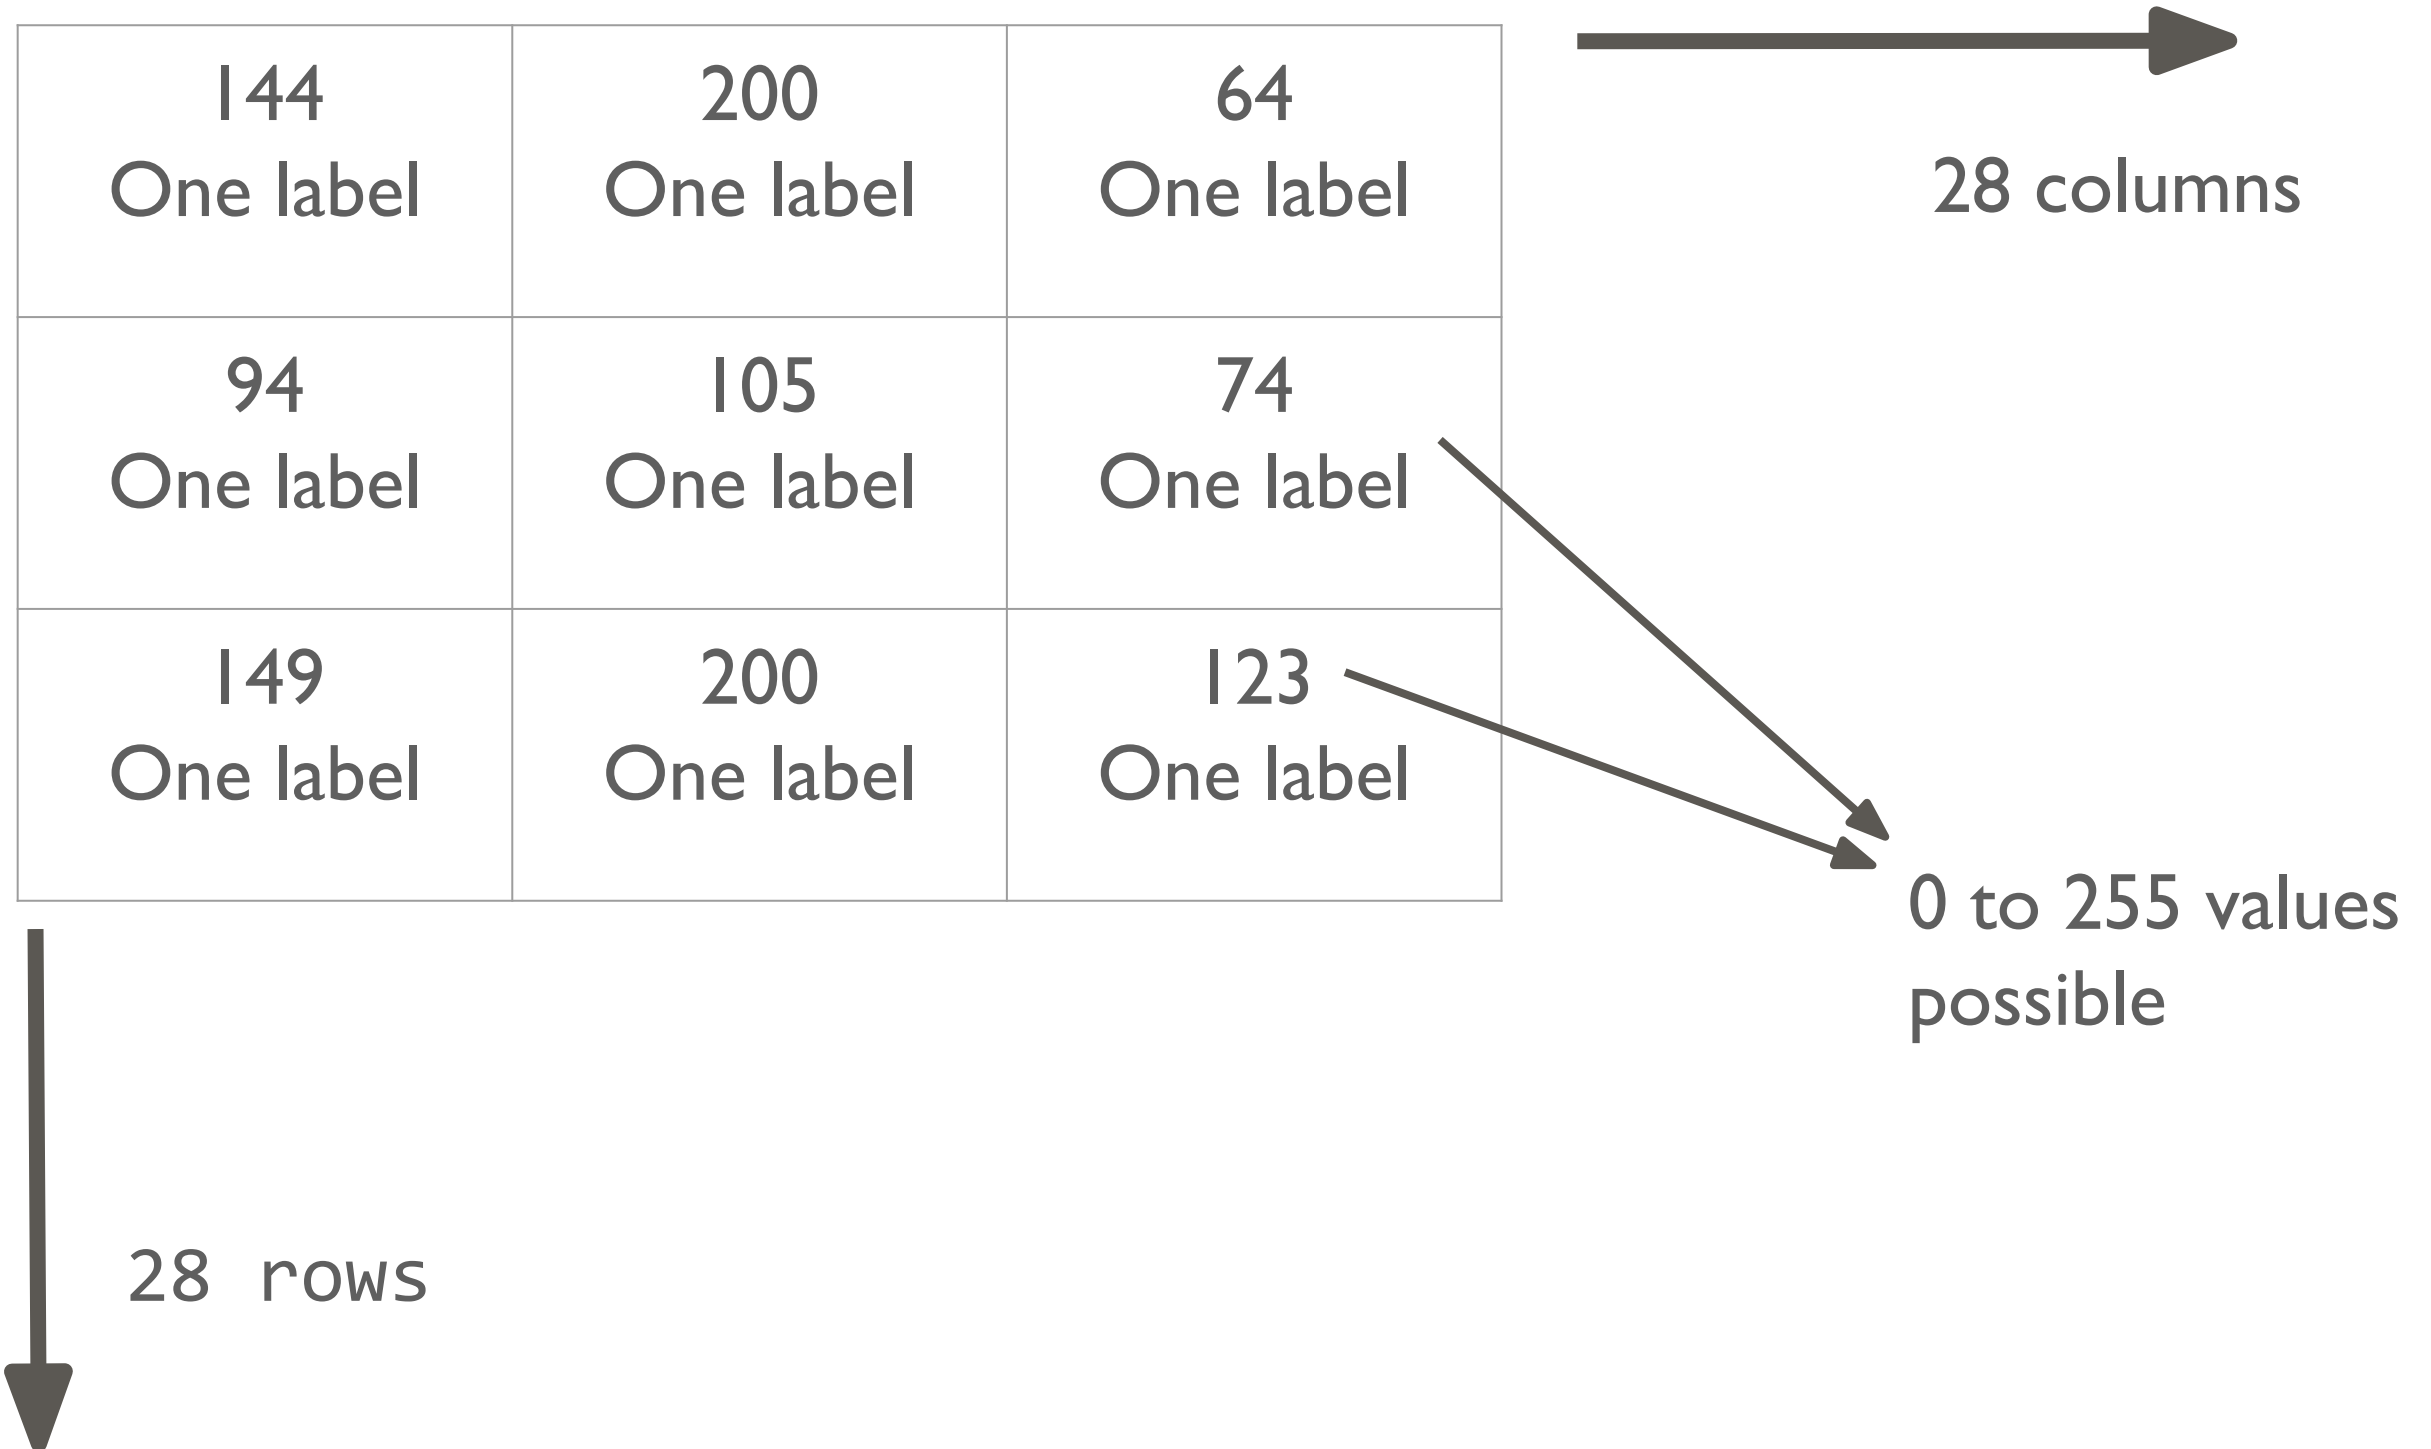 144
One label
200
One label
64
One label
28 columns
94
One label
105
One label
74
One label
149
One label
200
One label
123
One label
0 to 255 values
possible
28 rows